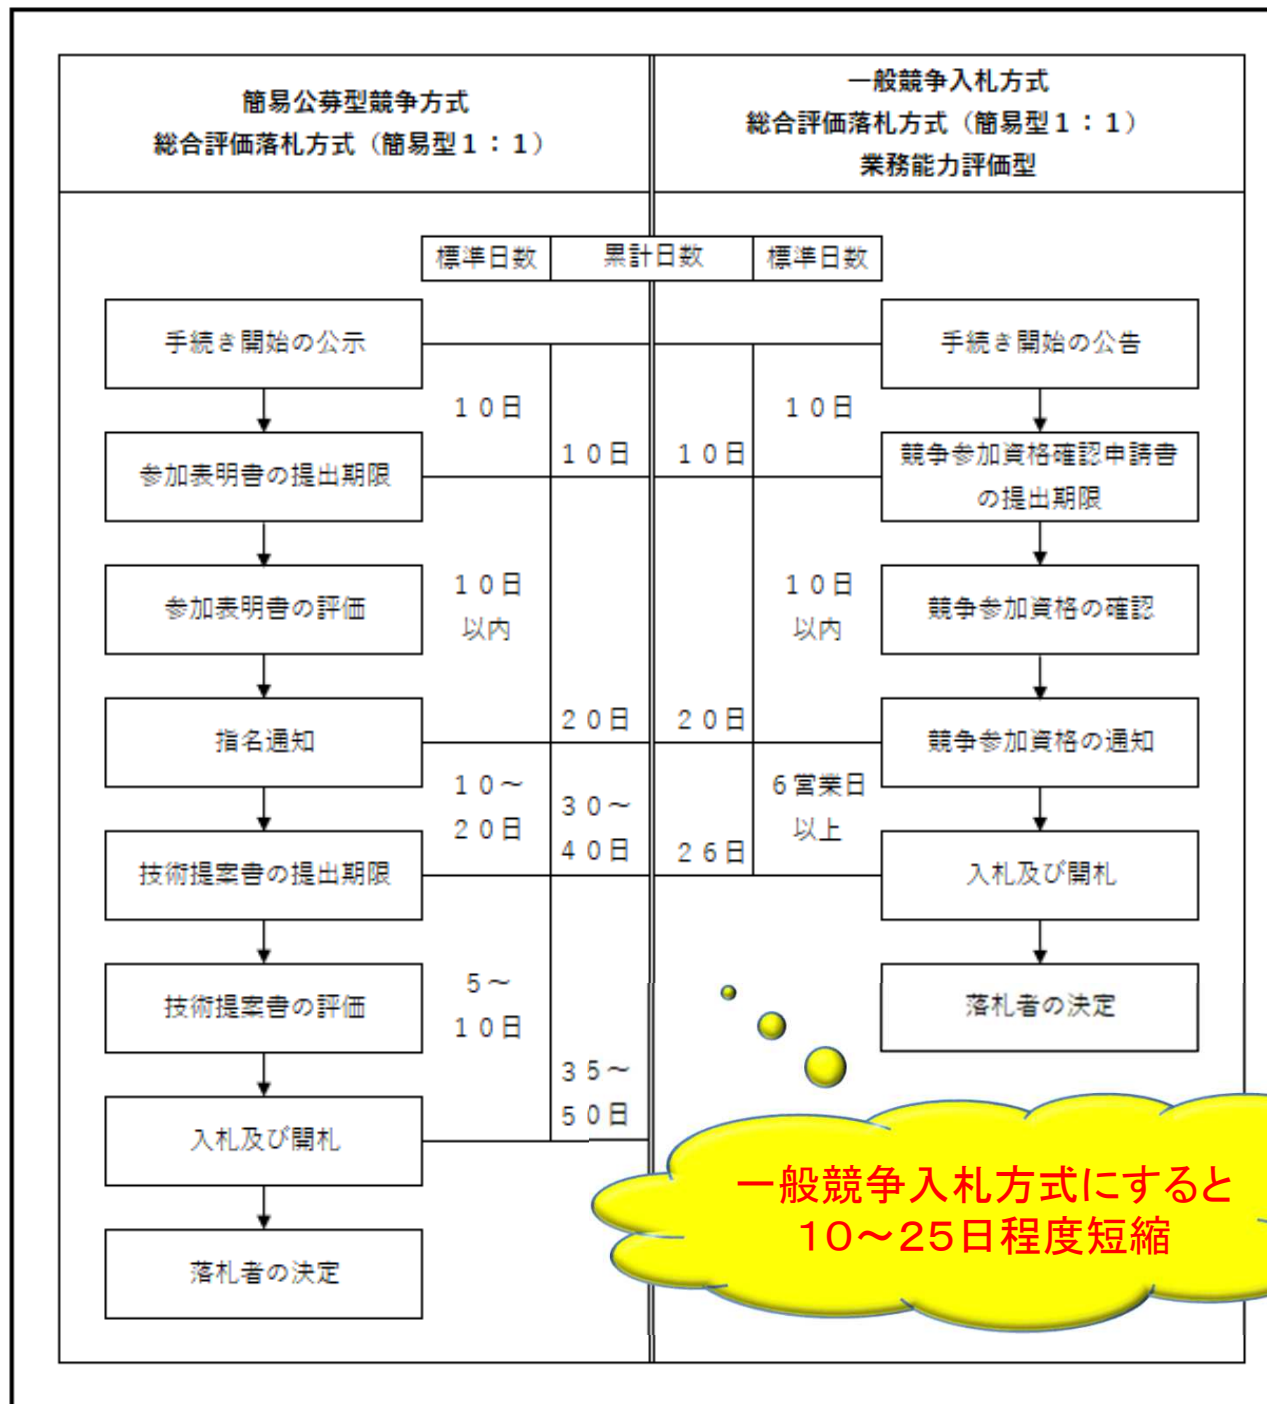 簡易公募型競争方式
総合評価落札方式（簡易型１：１）
一般競争入札方式
総合評価落札方式（簡易型１：１）
業務能力評価型
標準日数
累計日数
標準日数
手続き開始の公示
１０日
１０日
参加表明書の提出期限
参加表明書の評価
１０日
以内
２０日
指名通知
１０～
２０日
３０～
４０日
技術提案書の提出期限
技術提案書の評価
５～
１０日
３５～
５０日
入札及び開札
落札者の決定
手続き開始の公告
１０日
１０日
競争参加資格確認申請書
の提出期限
競争参加資格の確認
１０日
以内
２０日
競争参加資格の通知
６営業日
以上
２６日
入札及び開札
落札者の決定
一般競争入札方式にすると
１０～２５日程度短縮